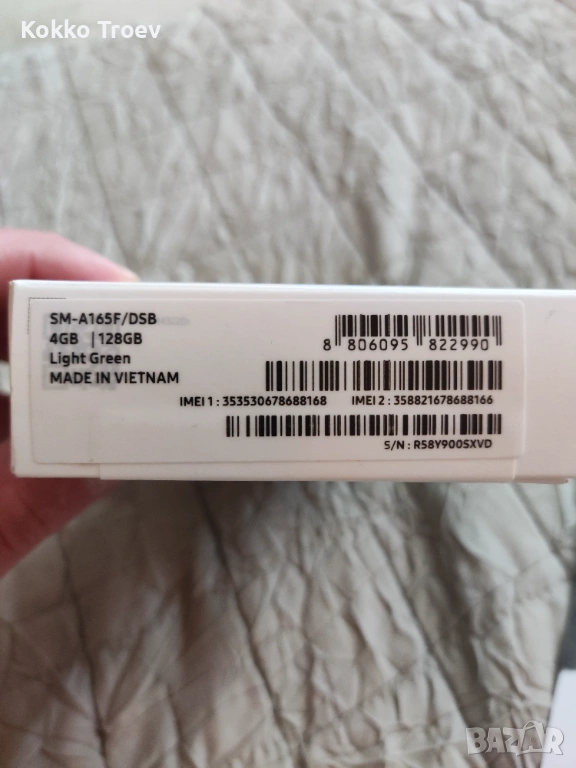 Kokko Troev
SM-A165F/DSB
4GB | 128GB
Light Green
MADE IN VIETNAM
8 806095 822990
IMEI 1 : 353530678688168 IMEI 2 : 358821678688166
S/N : R58Y900SXVD
BAZAR